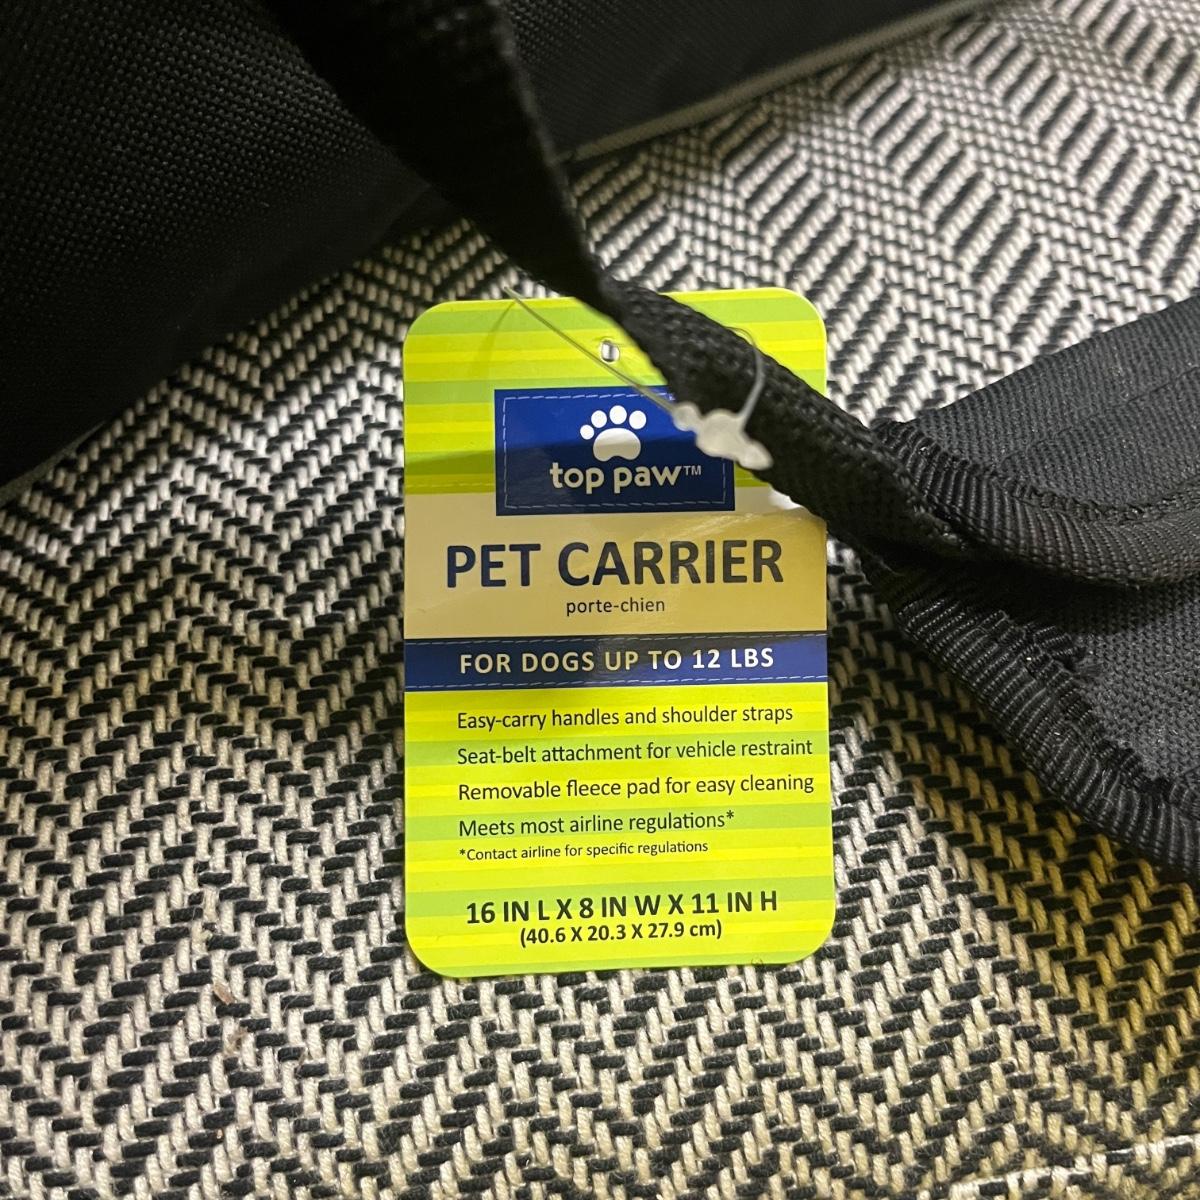 top paw™
PET CARRIER
porte-chien
FOR DOGS UP TO 12 LBS
Easy-carry handles and shoulder straps
Seat-belt attachment for vehicle restraint
Removable fleece pad for easy cleaning
Meets most airline regulations*
*Contact airline for specific regulations
16 IN L X 8 IN W X 11 IN H
(40.6 X 20.3 X 27.9 cm)